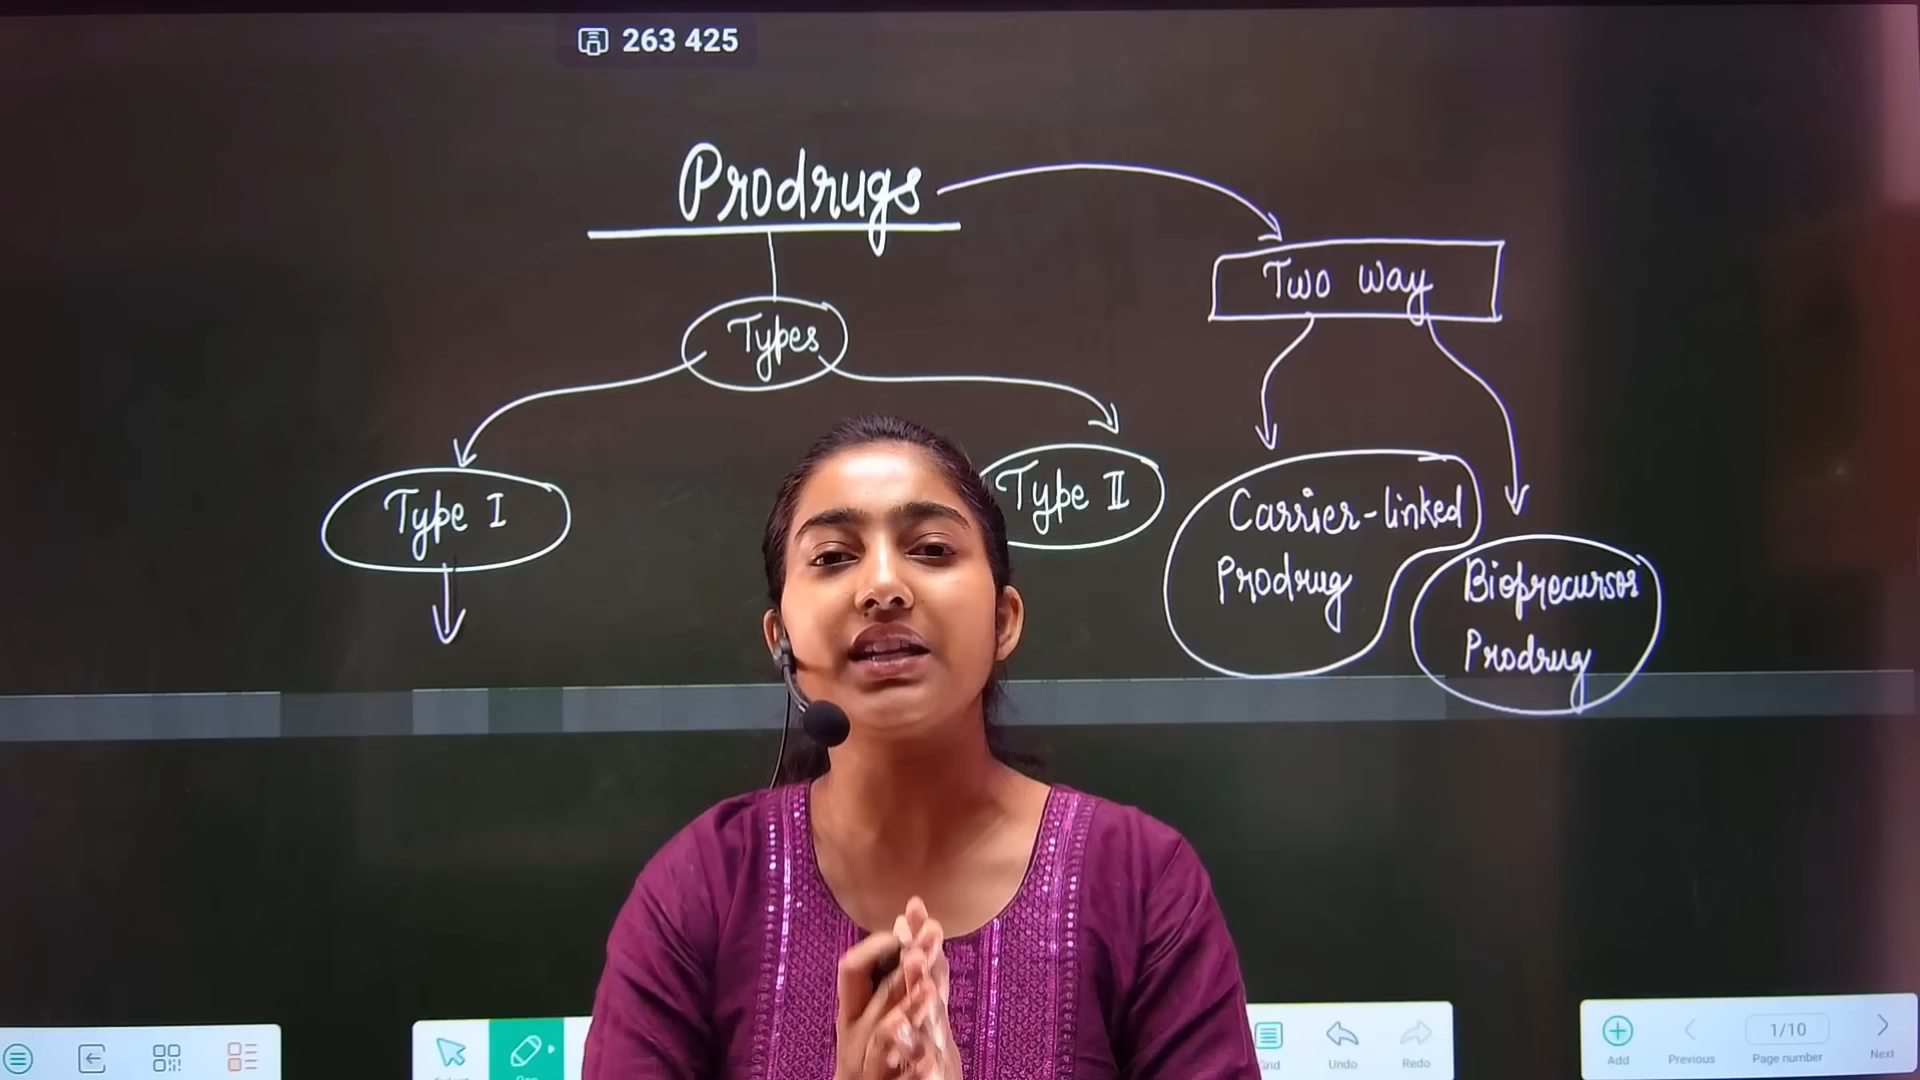 263 425
Prodrugs
Two way
Types
Type I
Type II
Carrier-linked
Prodrug
Bioprecursor
Prodrug
Grid
Undo
Redo
Add
Previous
1/10
Page number
Next